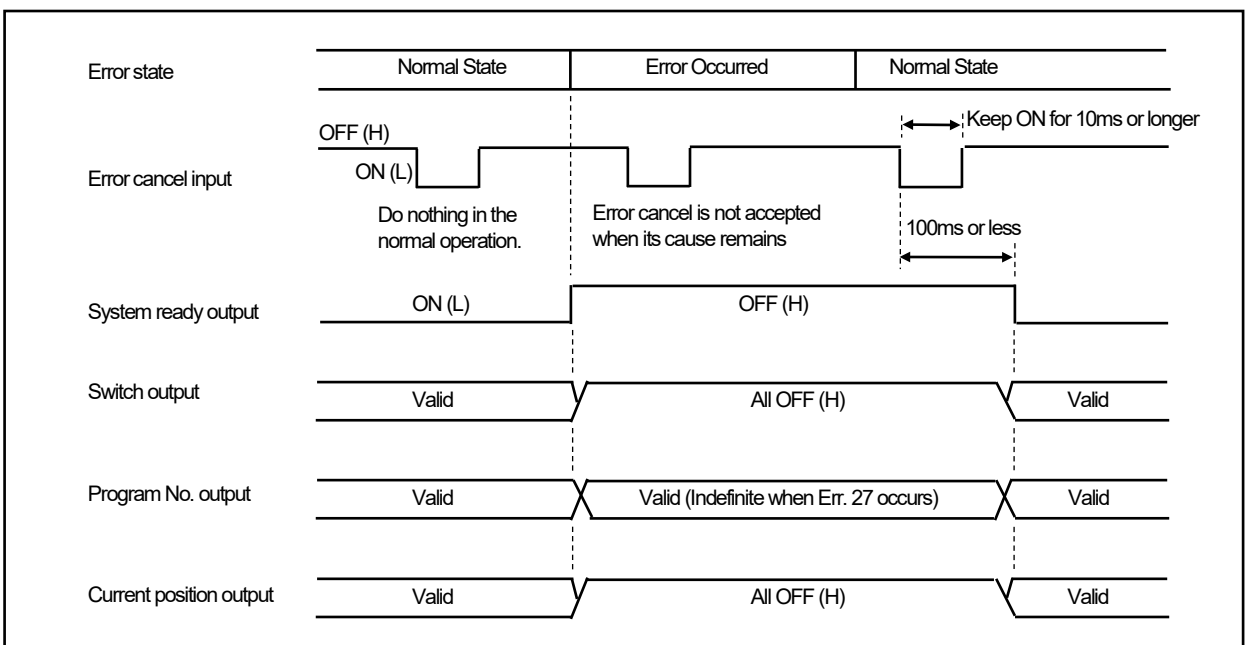 Error state
Normal State
Error Occurred
Normal State
OFF (H)
Keep ON for 10ms or longer
ON (L)
Error cancel input
Do nothing in the
normal operation.
Error cancel is not accepted
when its cause remains
100ms or less
System ready output
ON (L)
OFF (H)
Switch output
Valid
All OFF (H)
Valid
Program No. output
Valid
Valid (Indefinite when Err. 27 occurs)
Valid
Current position output
Valid
All OFF (H)
Valid